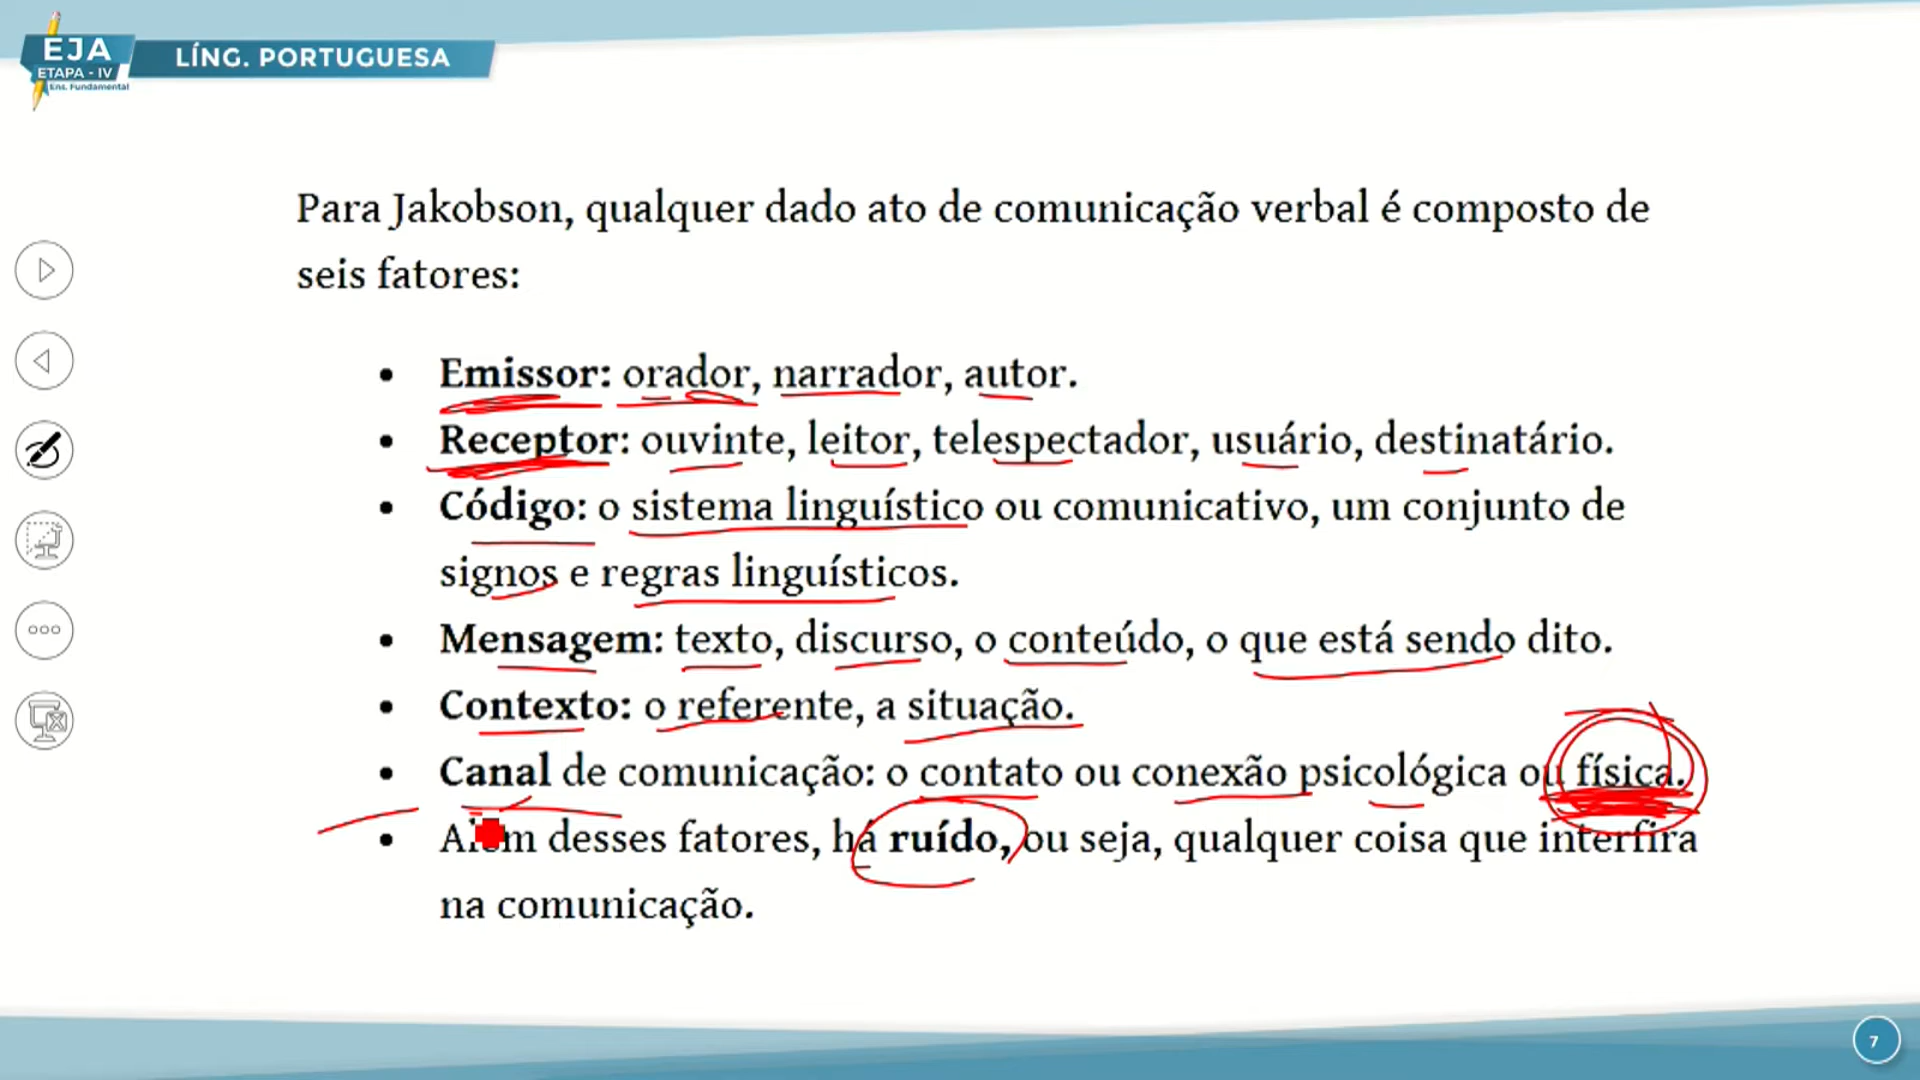 EJA
ETAPA - IV
Ens. Fundamental
LÍNG. PORTUGUESA
Para Jakobson, qualquer dado ato de comunicação verbal é composto de
seis fatores:
• Emissor: orador, narrador, autor.
• Receptor: ouvinte, leitor, telespectador, usuário, destinatário.
• Código: o sistema linguístico ou comunicativo, um conjunto de
signos e regras linguísticos.
• Mensagem: texto, discurso, o conteúdo, o que está sendo dito.
• Contexto: o referente, a situação.
• Canal de comunicação: o contato ou conexão psicológica ou física.
• Além desses fatores, há ruído, ou seja, qualquer coisa que interfira
na comunicação.
7